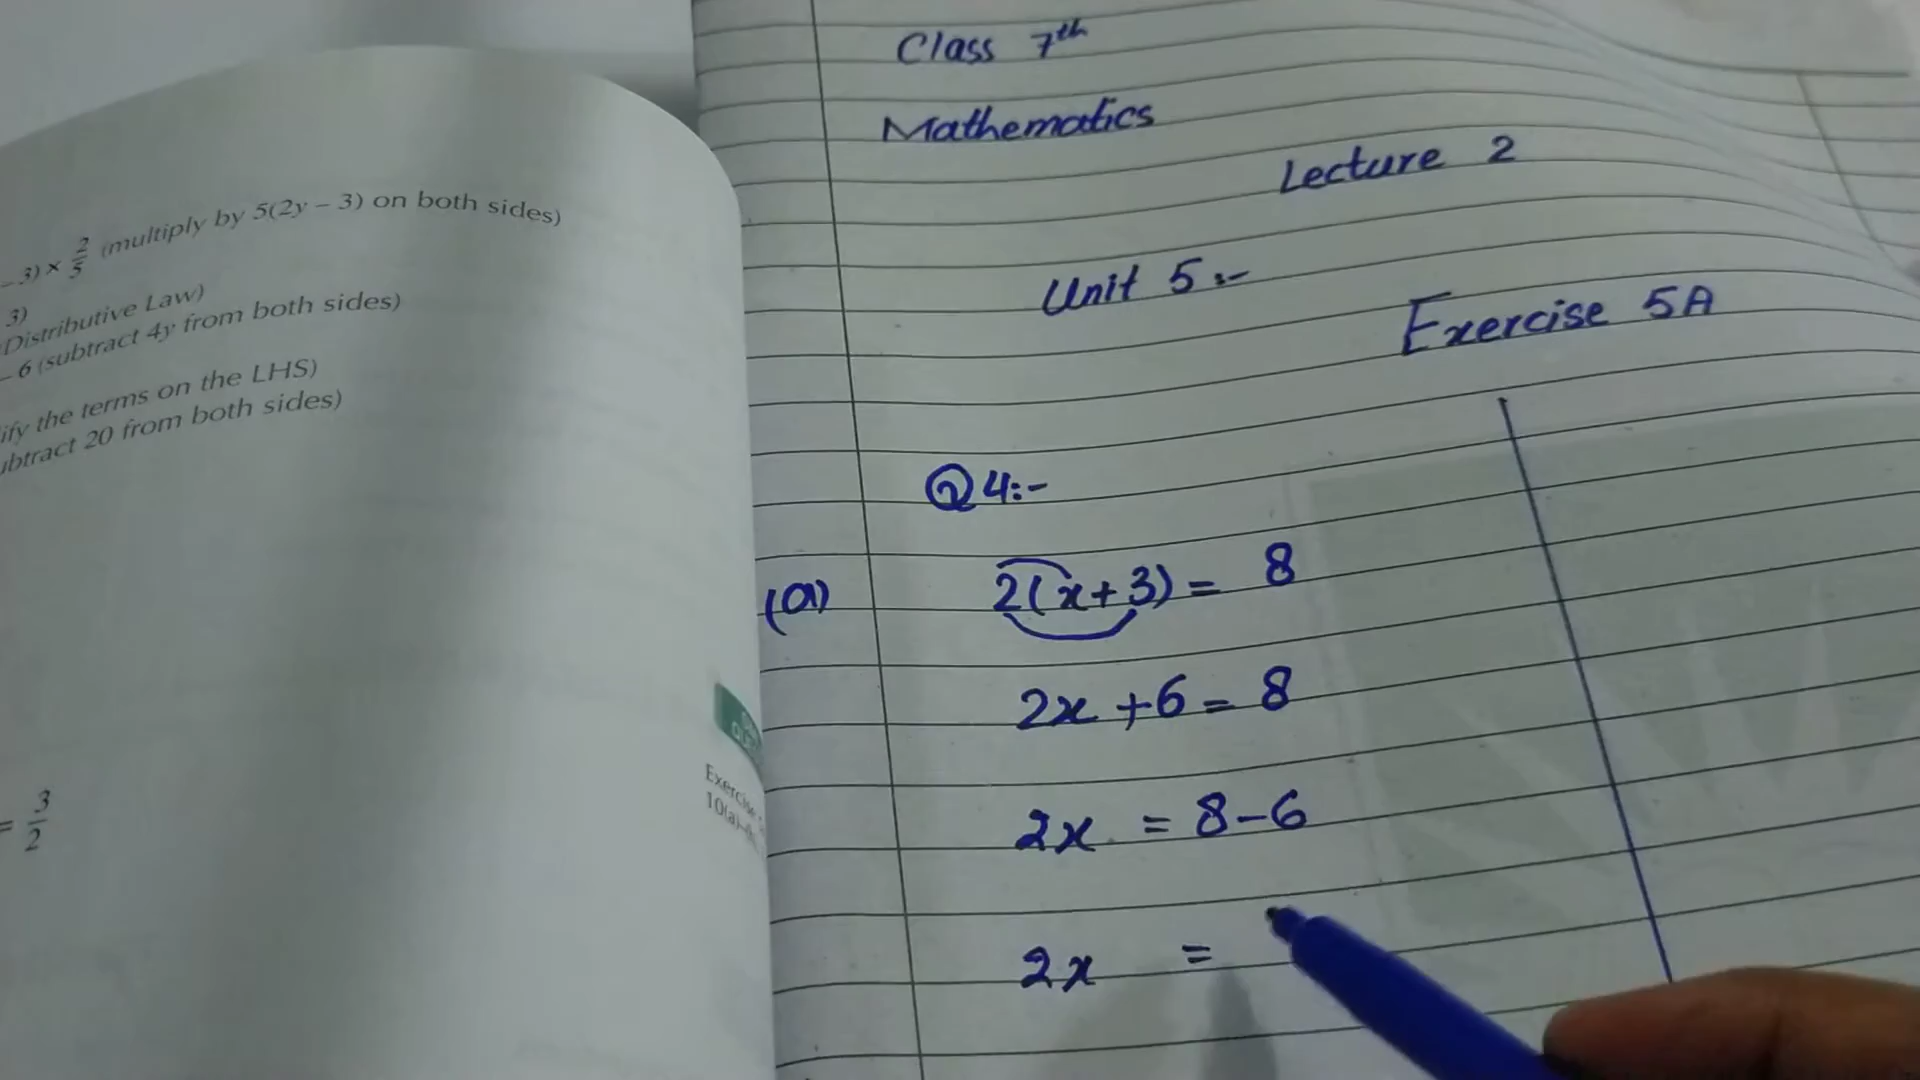 –3) × 2/5 (multiply by 5(2y – 3) on both sides)
3)
Distributive Law)
– 6 (subtract 4y from both sides)
ify the terms on the LHS)
ubtract 20 from both sides)
= 3/2
Exercise
10(a)
Class 7th
Mathematics
Lecture 2
Unit 5:-
Exercise 5A
Q4:-
(a) 2(x+3) = 8
2x +6 = 8
2x = 8-6
2x =